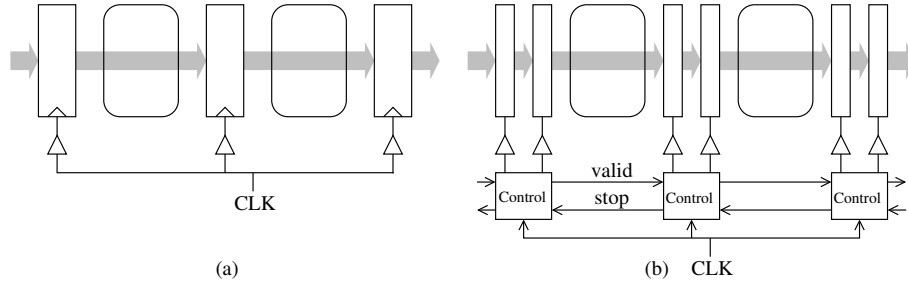 valid
Control
Control
Control
stop
CLK
CLK
(a)
(b)